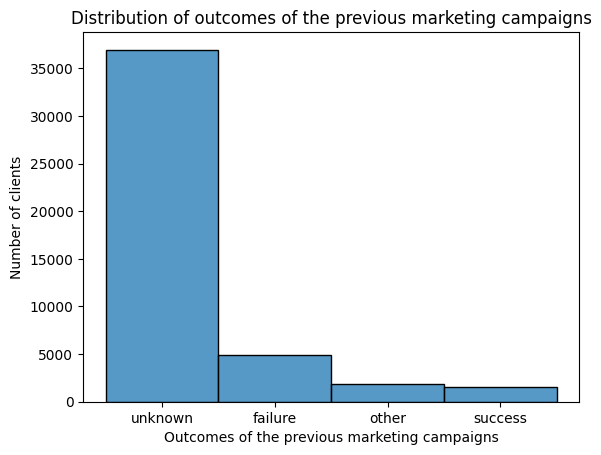 Distribution of outcomes of the previous marketing campaigns
Number of clients
35000
30000
25000
20000
15000
10000
5000
0
unknown failure other success
Outcomes of the previous marketing campaigns